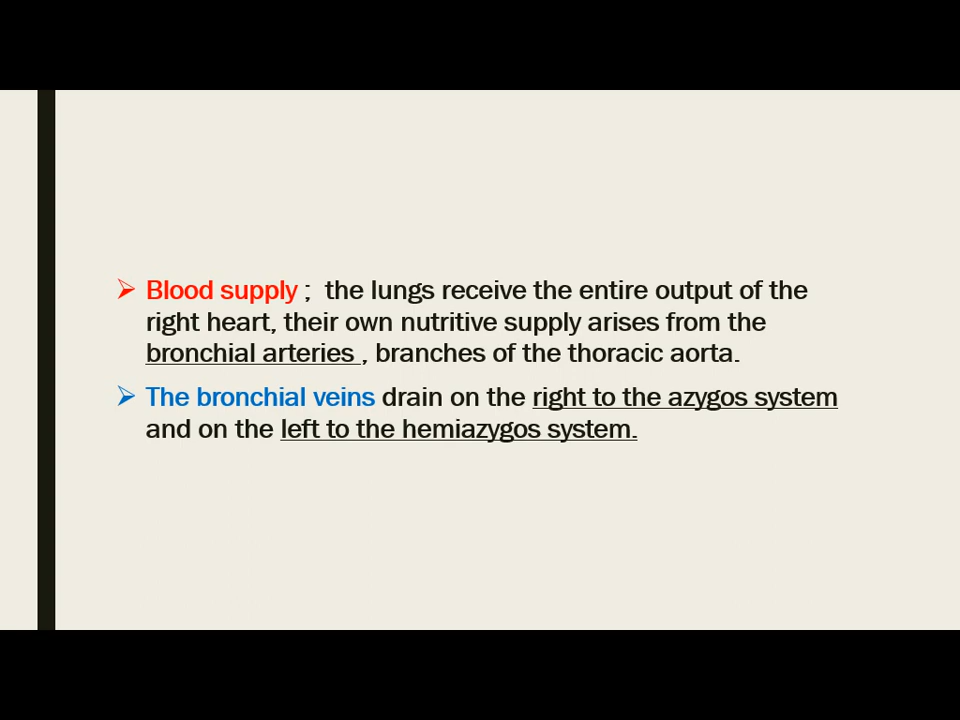 Blood supply ; the lungs receive the entire output of the
right heart, their own nutritive supply arises from the
bronchial arteries , branches of the thoracic aorta.
The bronchial veins drain on the right to the azygos system
and on the left to the hemiazygos system.